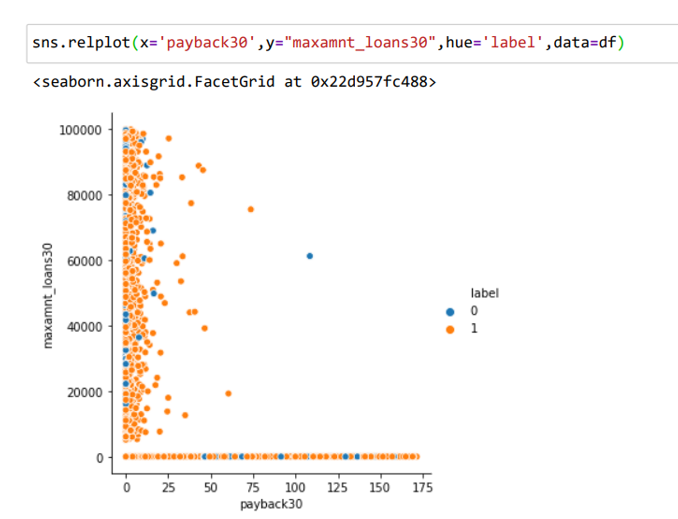 sns.relplot(x='payback30',y="maxamnt_loans30",hue='label',data=df)
<seaborn.axisgrid.FacetGrid at 0x22d957fc488>
100000
80000
60000
40000
20000
0
maxamnt_loans30
0 25 50 75 100 125 150 175
payback30
label
0
1